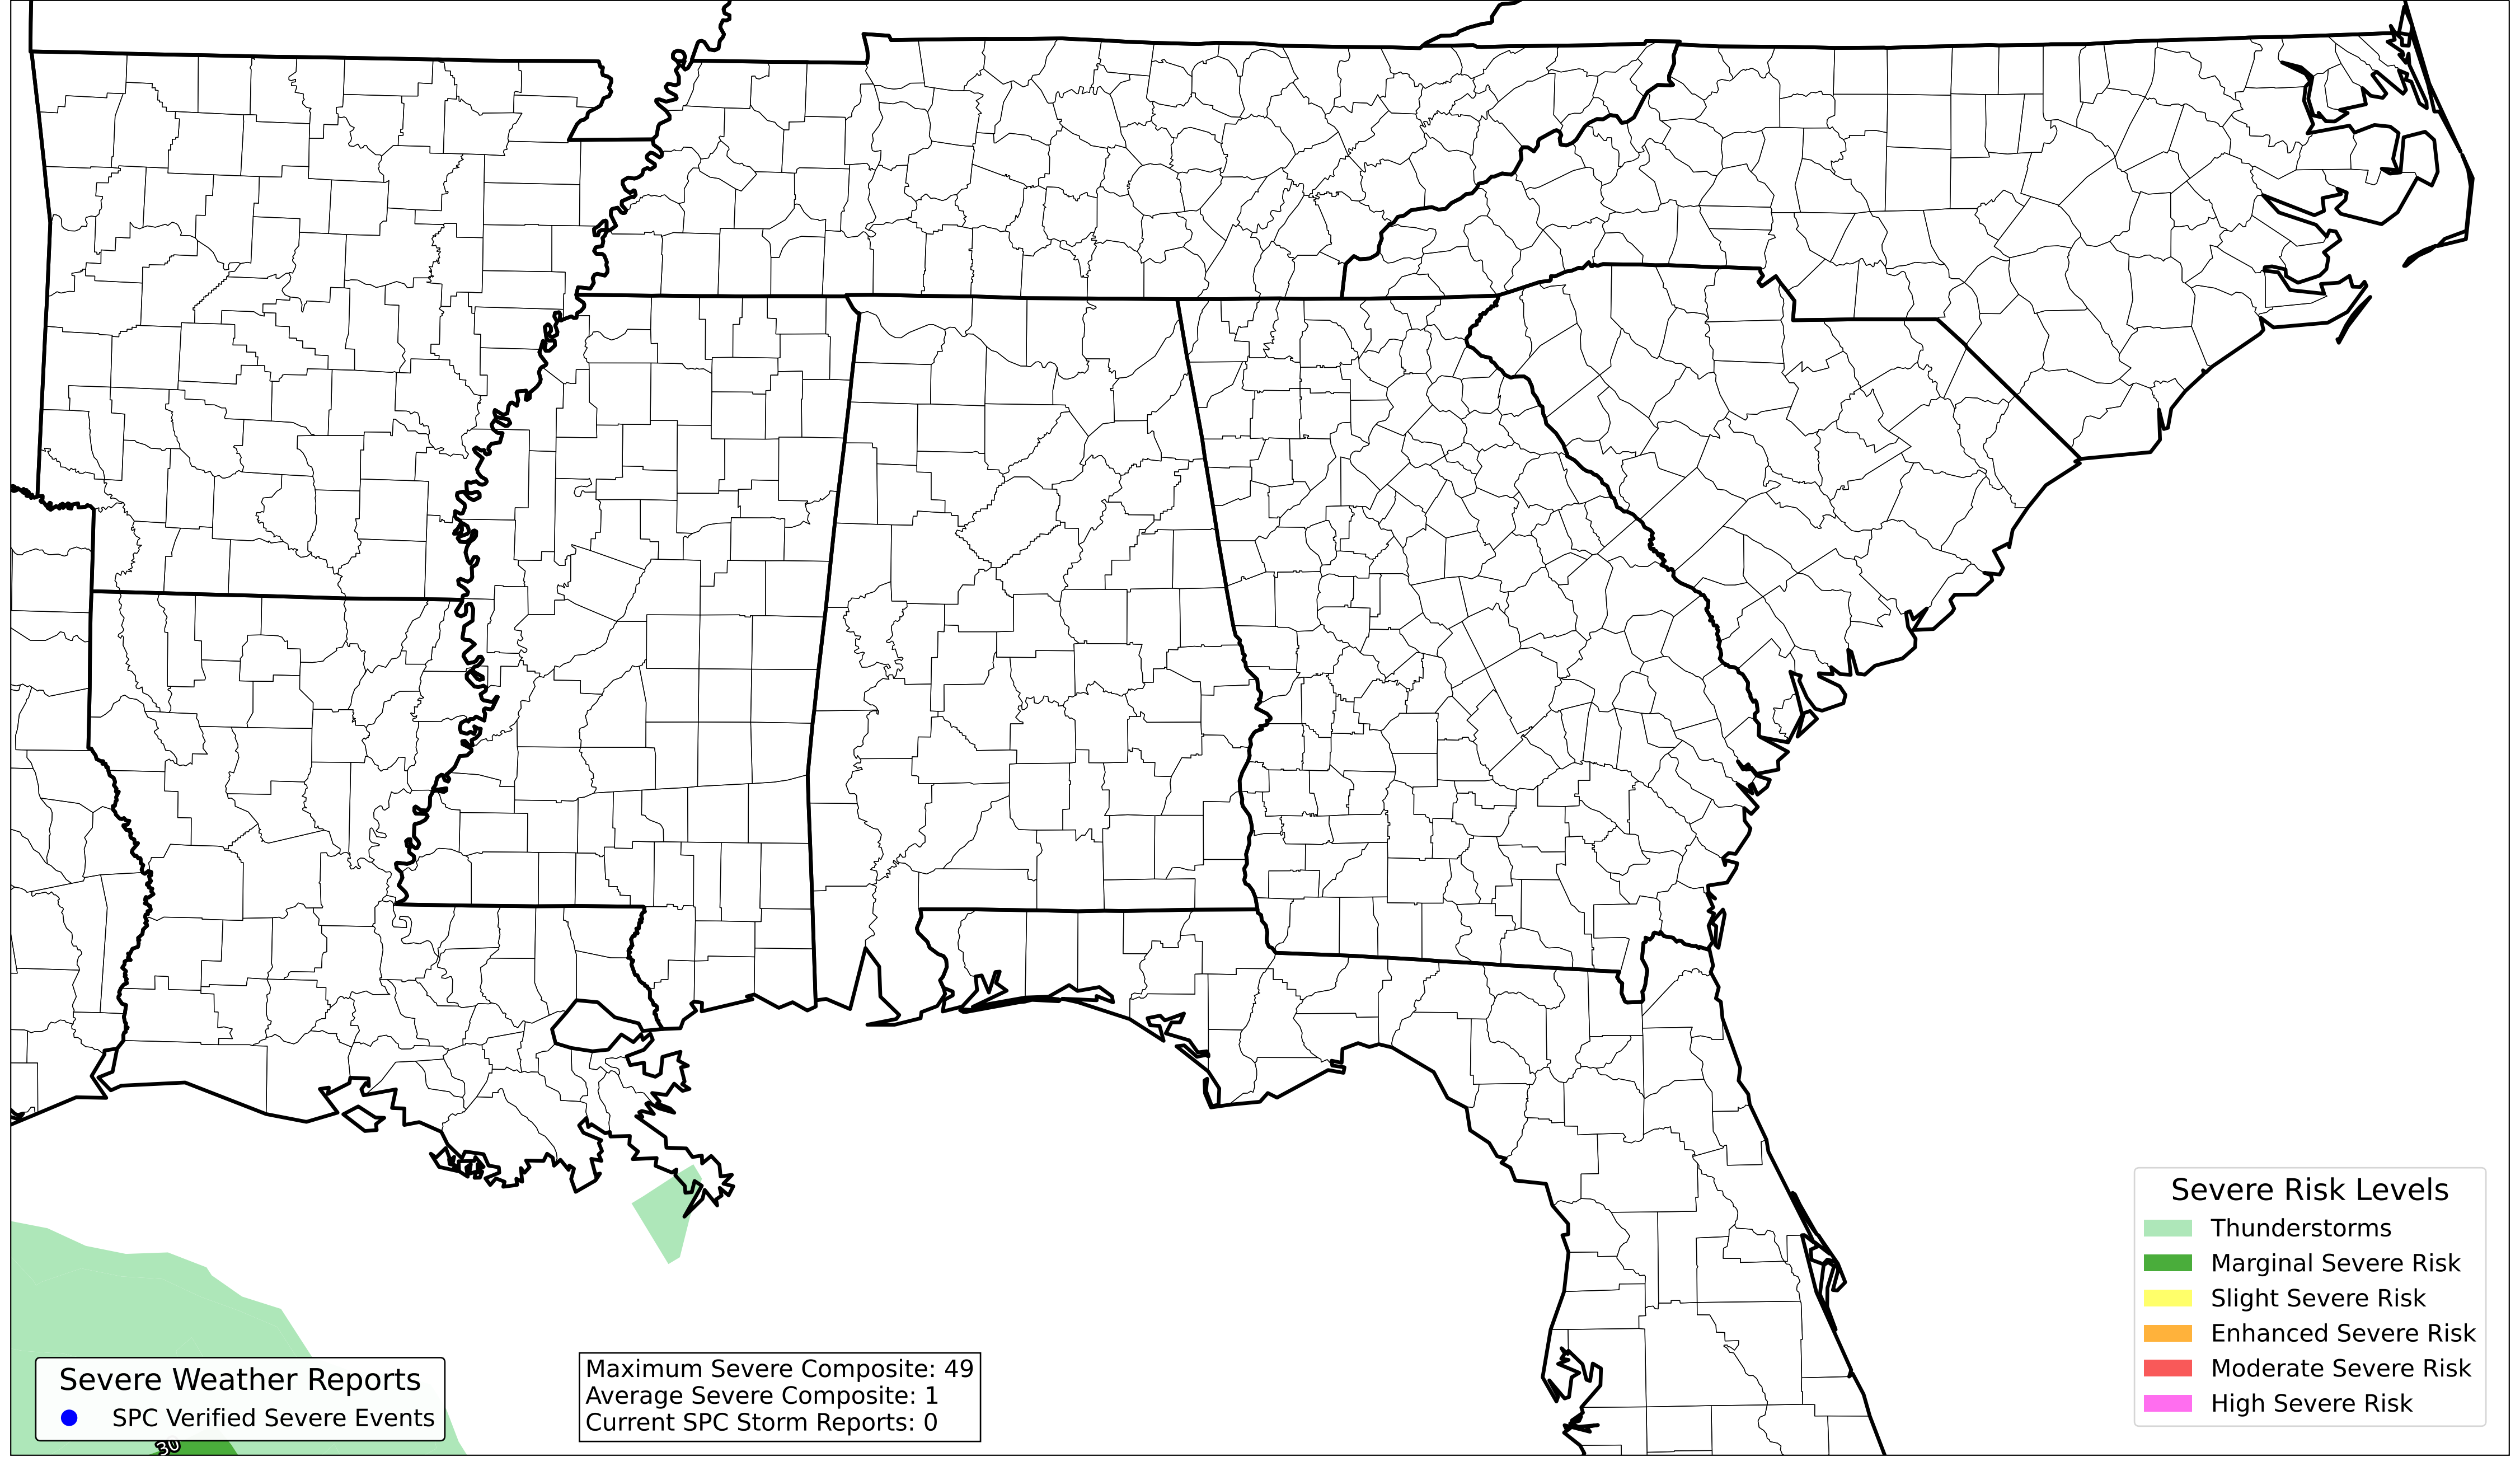 Severe Risk Levels
Thunderstorms
Marginal Severe Risk
Slight Severe Risk
Enhanced Severe Risk
Moderate Severe Risk
High Severe Risk
Severe Weather Reports
SPC Verified Severe Events
30
Maximum Severe Composite: 49
Average Severe Composite: 1
Current SPC Storm Reports: 0